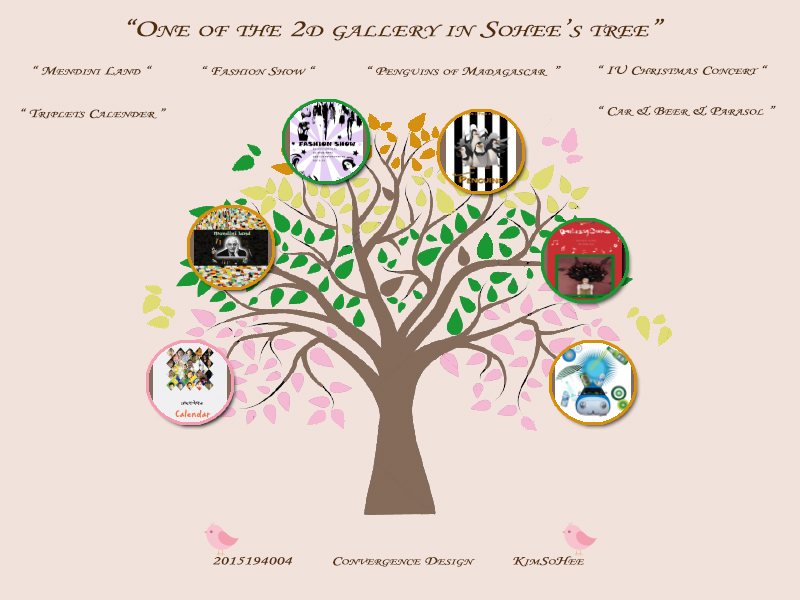 “One of the 2d gallery in Sohee’s tree”
“ Mendini Land “
“ Fashion Show “
“ Penguins of Madagascar ”
“ IU Christmas Concert “
“ Triplets Calender ”
“ Car & Beer & Parasol ”
FASHION SHOW
Penguins
Mendini land
Calendar
2015194004 Convergence Design KimSoHee